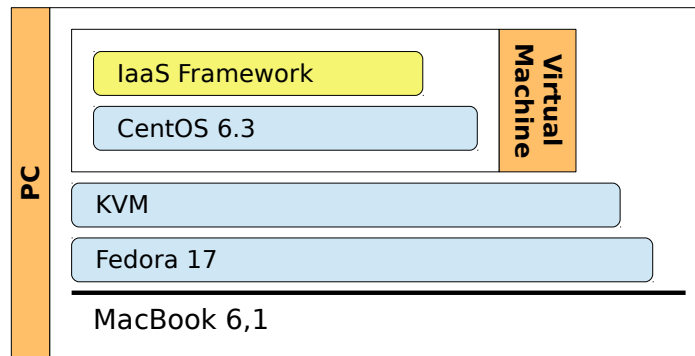 IaaS Framework
CentOS 6.3
Virtual
Machine
PC
KVM
Fedora 17
MacBook 6,1